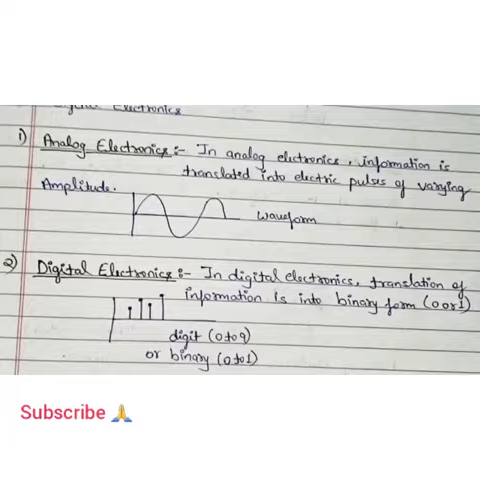 Digital Electronics
1) Analog Electronics :- In analog electronics, information is
translated into electric pulses of varying
Amplitude.
waveform
2) Digital Electronics :- In digital electronics, translation of
information is into binary form (0 or 1)
digit (0 to 9)
or binary (0 to 1)
Subscribe 🙏